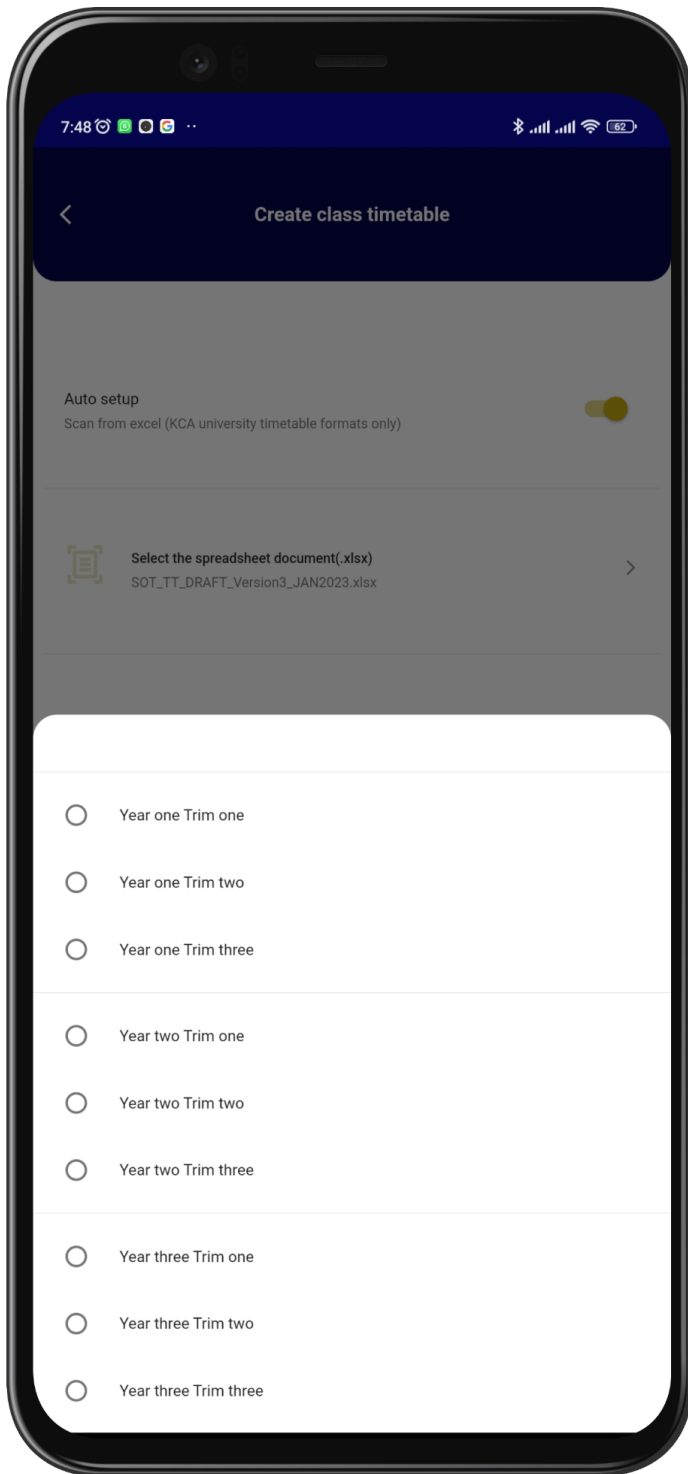 7:48
62
Create class timetable
Auto setup
Scan from excel (KCA university timetable formats only)
Select the spreadsheet document(.xlsx)
SOT_TT_DRAFT_Version3_JAN2023.xlsx
Year one Trim one
Year one Trim two
Year one Trim three
Year two Trim one
Year two Trim two
Year two Trim three
Year three Trim one
Year three Trim two
Year three Trim three